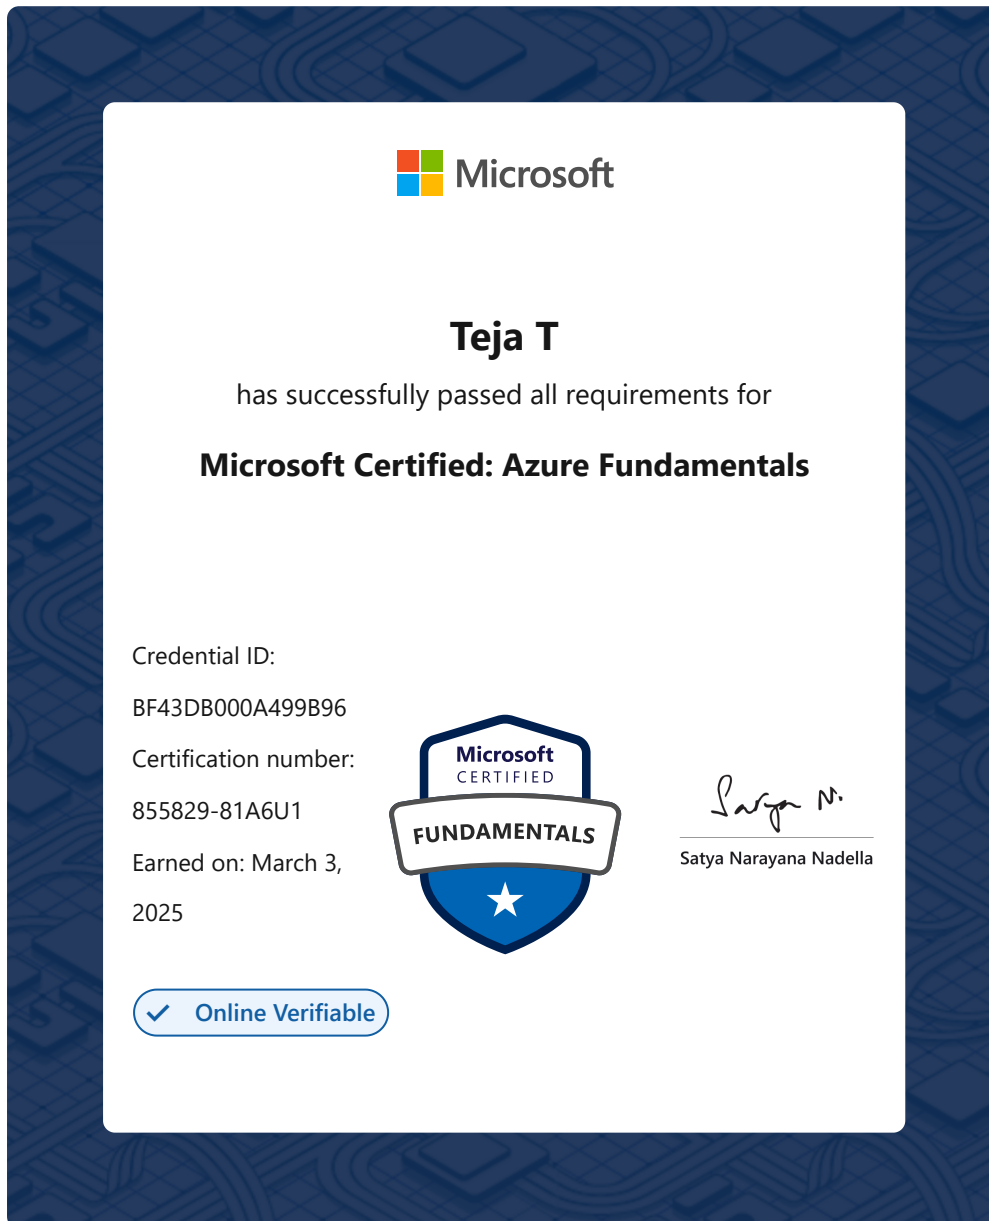 Microsoft
Teja T
has successfully passed all requirements for
Microsoft Certified: Azure Fundamentals
Credential ID:
BF43DB000A499B96
Certification number:
855829-81A6U1
Earned on: March 3,
2025
Microsoft
CERTIFIED
FUNDAMENTALS
Satya N.
Satya Narayana Nadella
Online Verifiable